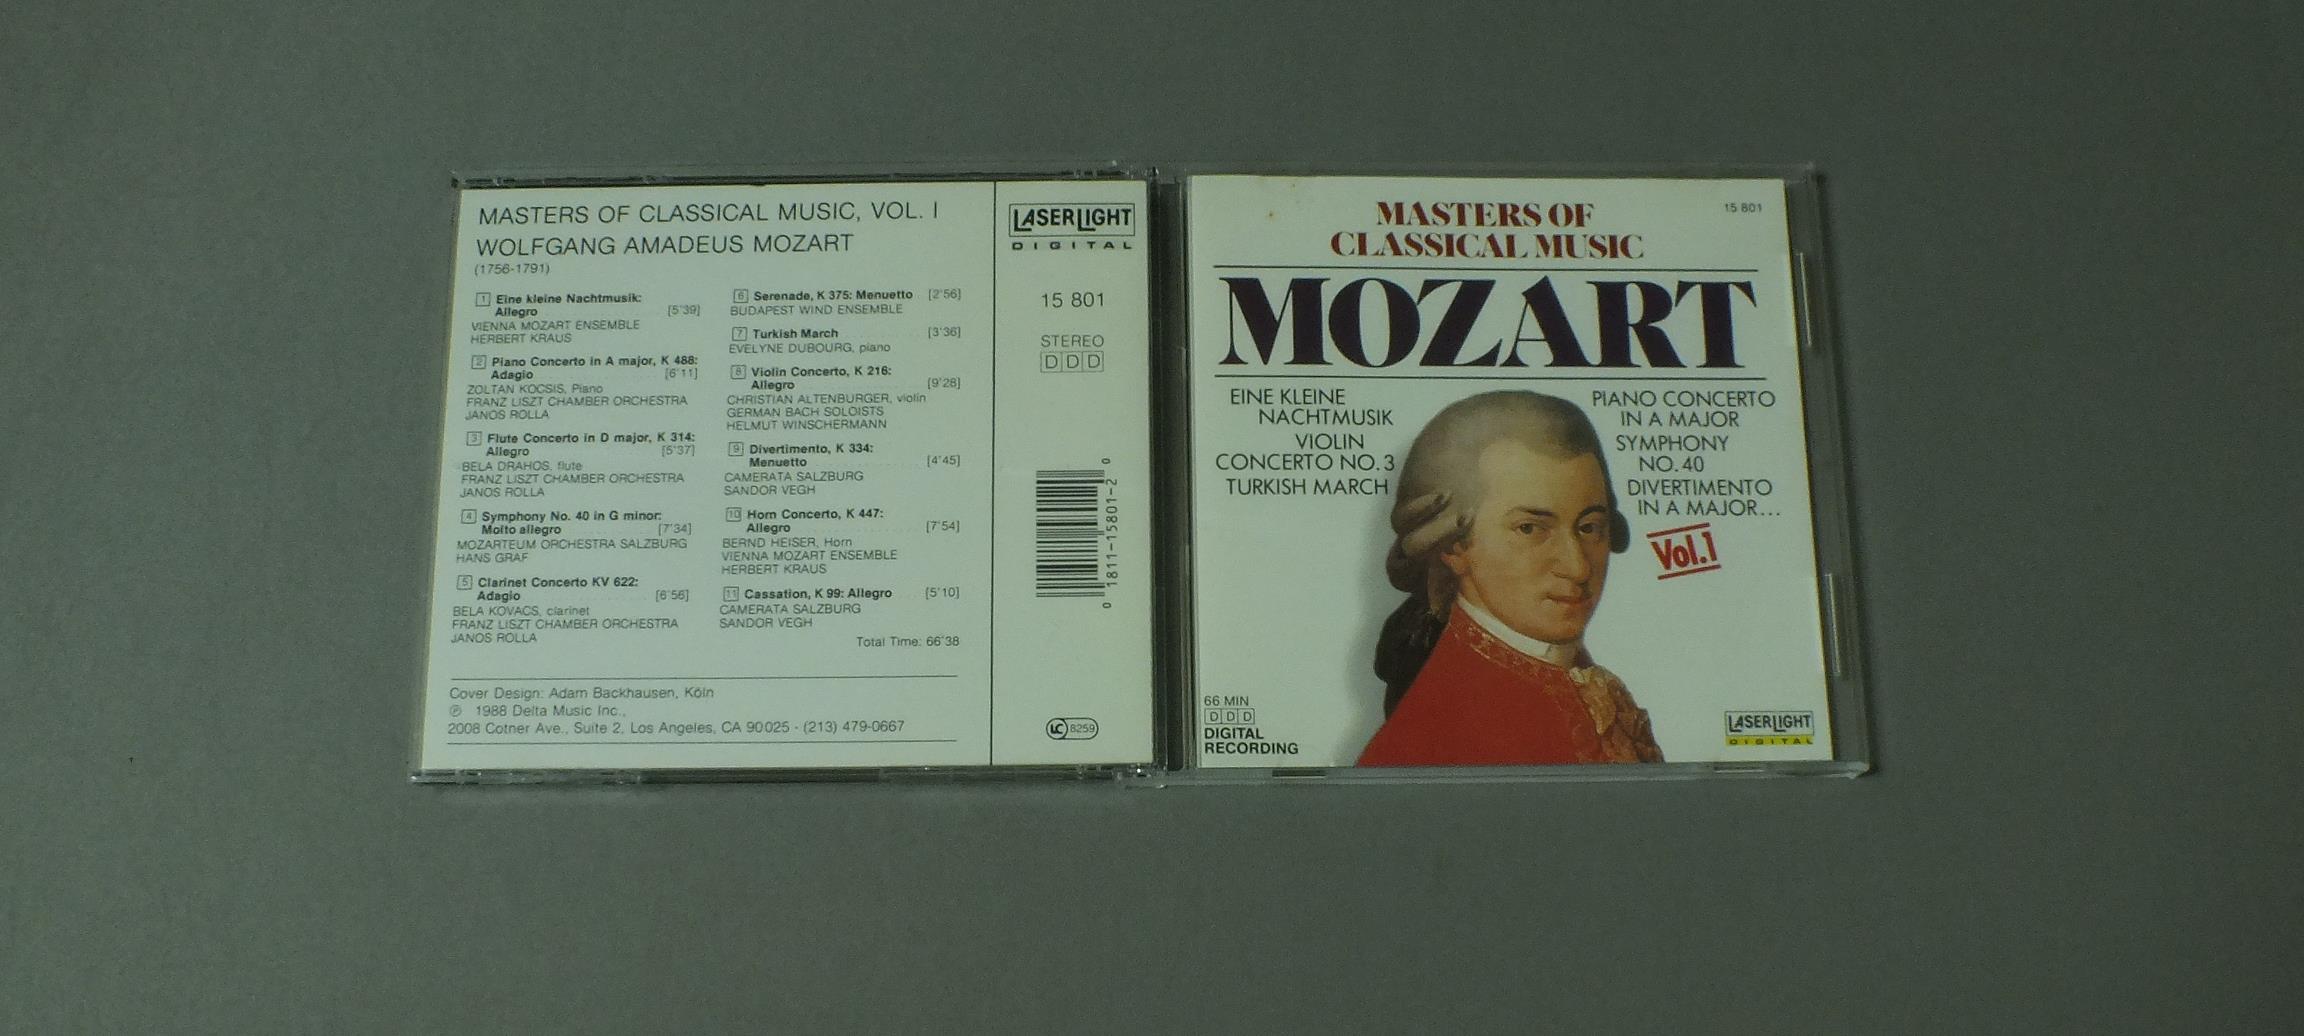 MASTERS OF CLASSICAL MUSIC, VOL. I
WOLFGANG AMADEUS MOZART
(1756-1791)
1 Eine kleine Nachtmusik:
Allegro [5'39]
VIENNA MOZART ENSEMBLE
HERBERT KRAUS
2 Piano Concerto in A major, K 488:
Adagio [6'11]
ZOLTAN KOCSIS, Piano
FRANZ LISZT CHAMBER ORCHESTRA
JANOS ROLLA
3 Flute Concerto in D major, K 314:
Allegro [5'37]
BELA DRAHOS, flute
FRANZ LISZT CHAMBER ORCHESTRA
JANOS ROLLA
4 Symphony No. 40 in G minor:
Molto allegro [7'34]
MOZARTEUM ORCHESTRA SALZBURG
HANS GRAF
5 Clarinet Concerto KV 622:
Adagio [6'56]
BELA KOVACS, clarinet
FRANZ LISZT CHAMBER ORCHESTRA
JANOS ROLLA
6 Serenade, K 375: Menuetto [2'56]
BUDAPEST WIND ENSEMBLE
7 Turkish March [3'36]
EVELYNE DUBOURG, piano
8 Violin Concerto, K 216:
Allegro [9'28]
CHRISTIAN ALTENBURGER, violin
GERMAN BACH SOLOISTS
HELMUT WINSCHERMANN
9 Divertimento, K 334:
Menuetto [4'45]
CAMERATA SALZBURG
SANDOR VEGH
10 Horn Concerto, K 447:
Allegro [7'54]
BERND HEISER, Horn
VIENNA MOZART ENSEMBLE
HERBERT KRAUS
11 Cassation, K 99: Allegro [5'10]
CAMERATA SALZBURG
SANDOR VEGH
Total Time: 66'38
Cover Design: Adam Backhausen, Köln
℗ 1988 Delta Music Inc.,
2008 Cotner Ave., Suite 2, Los Angeles, CA 90025 - (213) 479-0667
LASERLIGHT
DIGITAL
15 801
STEREO
DDD
0 18111-15801-2 0
LC 8259
15 801
MASTERS OF
CLASSICAL MUSIC
MOZART
EINE KLEINE
NACHTMUSIK
VIOLIN
CONCERTO NO. 3
TURKISH MARCH
PIANO CONCERTO
IN A MAJOR
SYMPHONY
NO. 40
DIVERTIMENTO
IN A MAJOR...
Vol.1
66 MIN
DDD
DIGITAL
RECORDING
LASERLIGHT
DIGITAL